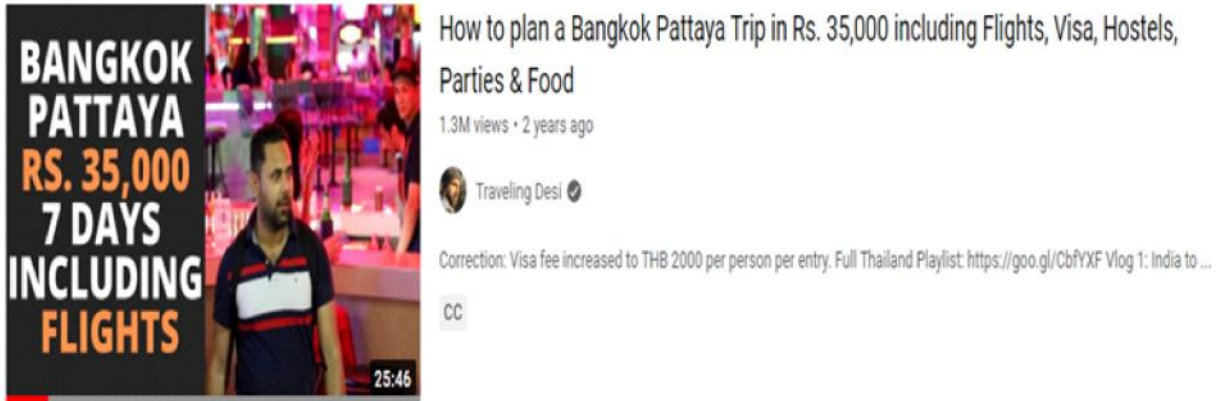 BANGKOK
PATTAYA
RS. 35,000
7 DAYS
INCLUDING
FLIGHTS
25:46
How to plan a Bangkok Pattaya Trip in Rs. 35,000 including Flights, Visa, Hostels,
Parties & Food
1.3M views • 2 years ago
Traveling Desi
Correction: Visa fee increased to THB 2000 per person per entry. Full Thailand Playlist: https://goo.gl/CbfYXF Vlog 1: India to ...
CC